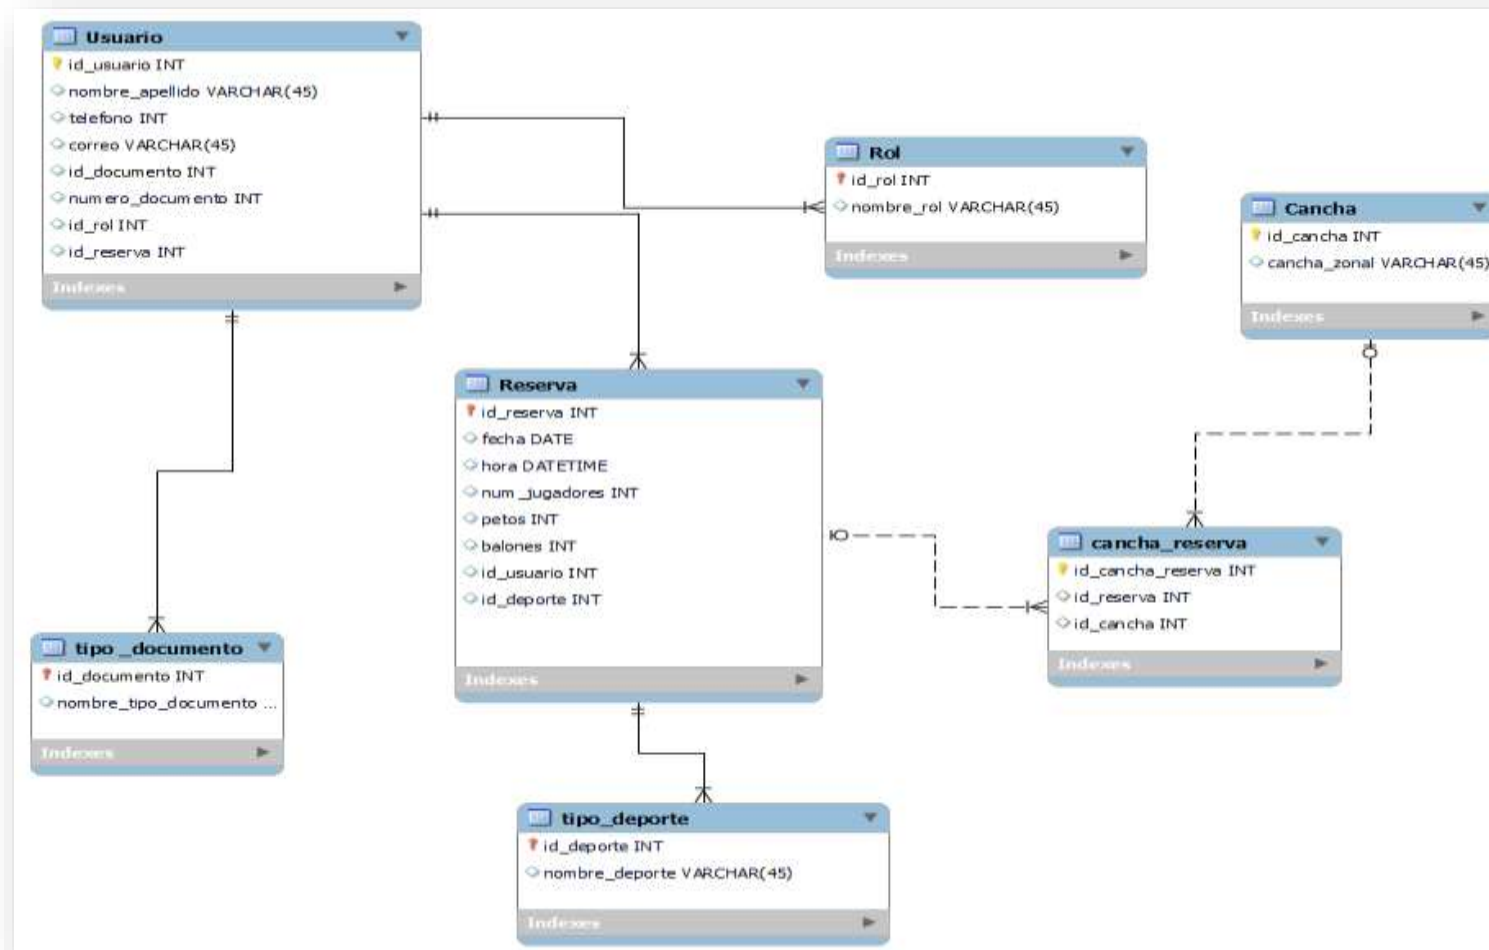 Usuario
id_usuario INT
nombre_apellido VARCHAR(45)
telefono INT
correo VARCHAR(45)
id_documento INT
numero_documento INT
id_rol INT
id_reserva INT
Indexes
Rol
id_rol INT
nombre_rol VARCHAR(45)
Indexes
Cancha
id_cancha INT
cancha_zonal VARCHAR(45)
Indexes
Reserva
id_reserva INT
fecha DATE
hora DATETIME
num_jugadores INT
petos INT
balones INT
id_usuario INT
id_deporte INT
Indexes
cancha_reserva
id_cancha_reserva INT
id_reserva INT
id_cancha INT
Indexes
tipo_documento
id_documento INT
nombre_tipo_documento ...
Indexes
tipo_deporte
id_deporte INT
nombre_deporte VARCHAR(45)
Indexes